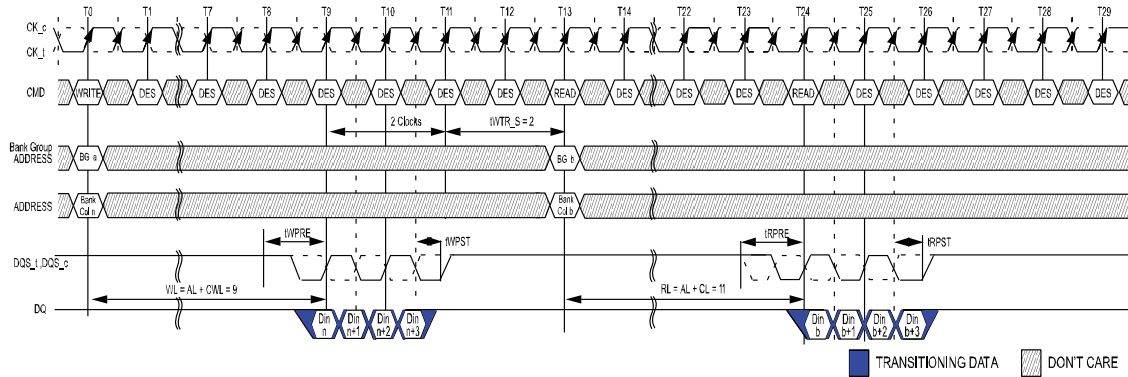 T0 T1 T7 T8 T9 T10 T11 T12 T13 T14 T22 T23 T24 T25 T26 T27 T28 T29
CK_c
CK_t
CMD WRITE DES DES DES DES DES DES READ DES DES DES READ DES DES DES DES DES
2 Clocks tWTR_S = 2
Bank Group
ADDRESS
BG a BG b
ADDRESS
Bank
Col n
Bank
Col b
tWPRE tWPST tRPRE tRPST
DQS_t ,DQS_c
WL = AL + CWL = 9 RL = AL + CL = 11
DQ
Din
n
Din
n+1
Din
n+2
Din
n+3
Din
b
Din
b+1
Din
b+2
Din
b+3
TRANSITIONING DATA DON'T CARE